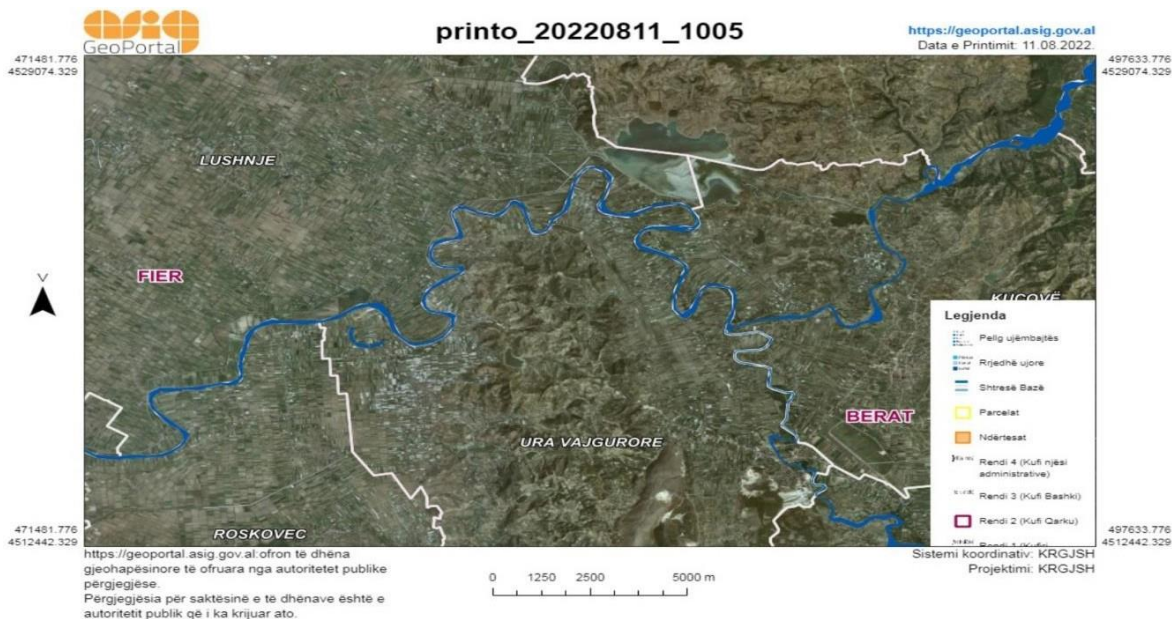 asig
GeoPortal
printo_20220811_1005
https://geoportal.asig.gov.al
Data e Printimit: 11.08.2022.
471481.776
4529074.329
497633.776
4529074.329
LUSHNJE
FIER
KUÇOVË
BERAT
URA VAJGURORE
ROSKOVEC
Legjenda
Pellg ujëmbajtës
Rrjedhë ujore
Shtresë Bazë
Parcelat
Ndërtesat
Rendi 4 (Kufi njësi
administrative)
Rendi 3 (Kufi Bashki)
Rendi 2 (Kufi Qarku)
471481.776
4512442.329
497633.776
4512442.329
https://geoportal.asig.gov.al:ofron të dhëna
gjeohapësinore të ofruara nga autoritetet publike
përgjegjëse.
Përgjegjësia për saktësinë e të dhënave është e
autoritetit publik që i ka krijuar ato.
0 1250 2500 5000 m
Sistemi koordinativ: KRGJSH
Projektimi: KRGJSH